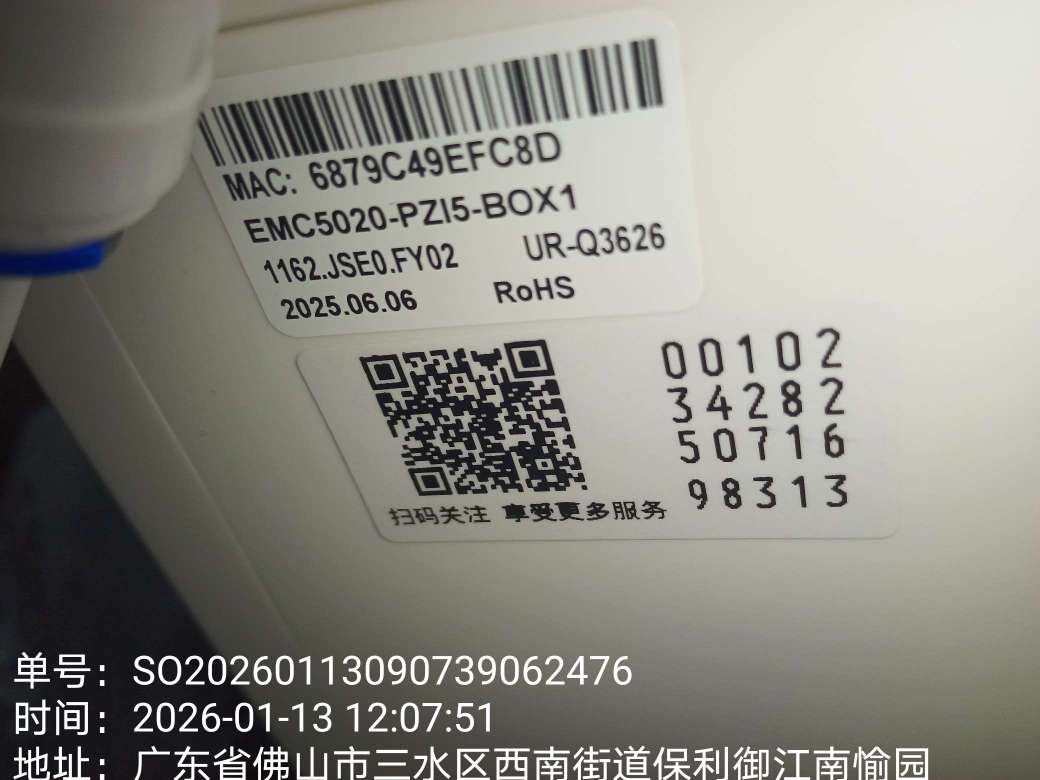 MAC: 6879C49EFC8D
EMC5020-PZI5-BOX1
1162.JSE0.FY02 UR-Q3626
2025.06.06 RoHS
00102
34282
50716
98313
扫码关注 享受更多服务
单号：SO20260113090739062476
时间：2026-01-13 12:07:51
地址：广东省佛山市三水区西南街道保利御江南愉园